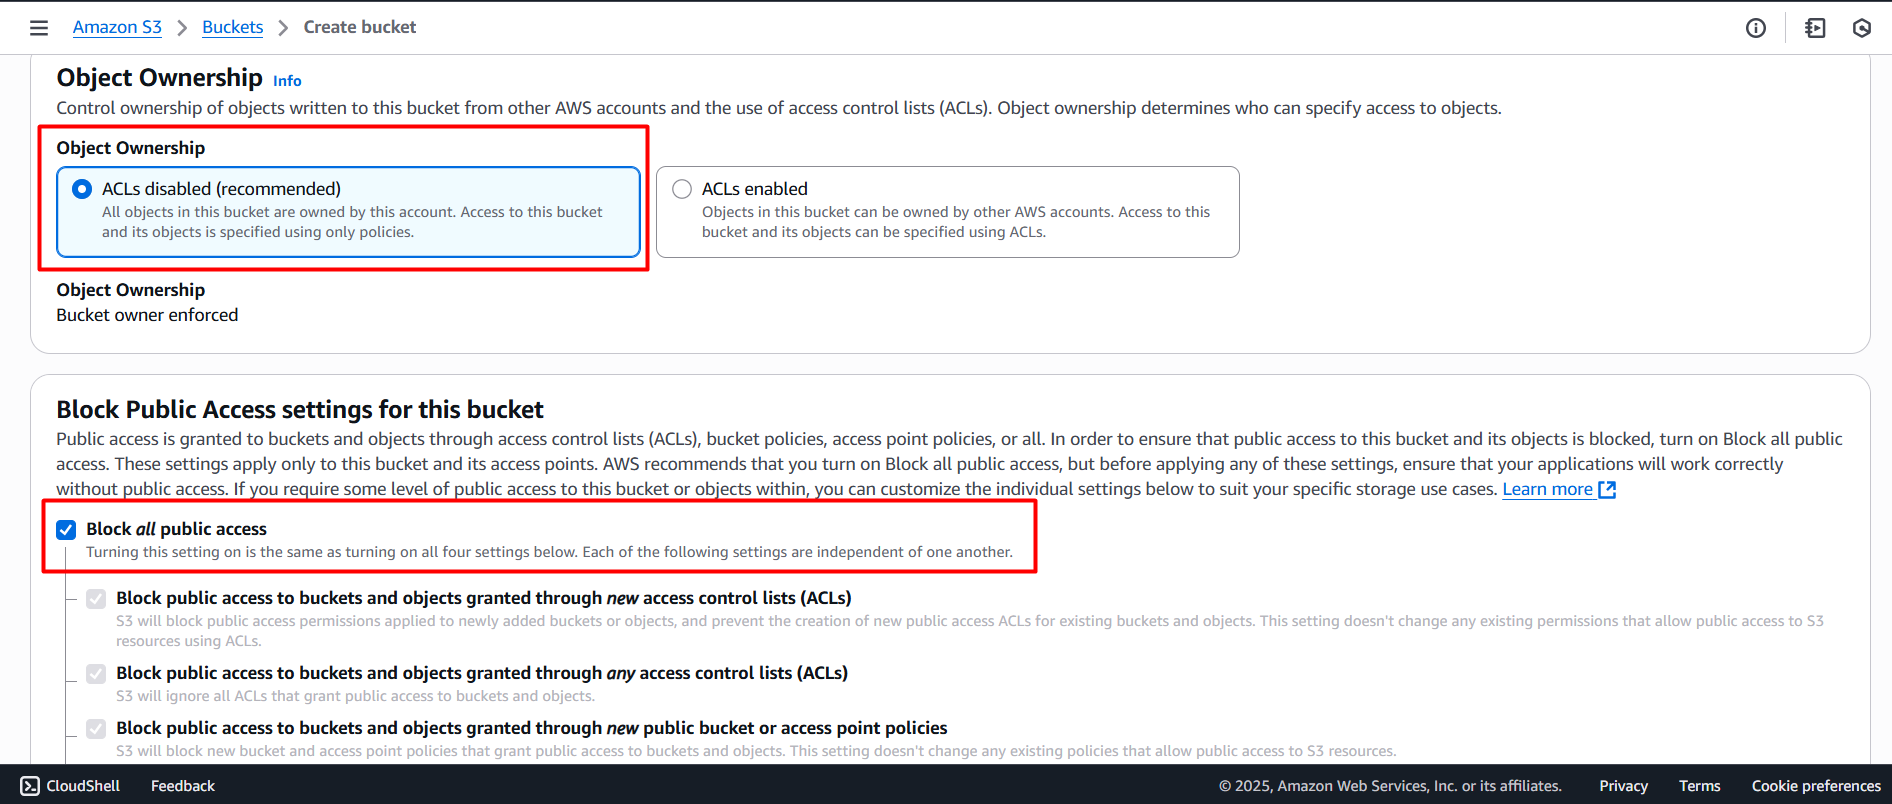 Amazon S3 > Buckets > Create bucket
Object Ownership Info
Control ownership of objects written to this bucket from other AWS accounts and the use of access control lists (ACLs). Object ownership determines who can specify access to objects.
Object Ownership
ACLs disabled (recommended)
All objects in this bucket are owned by this account. Access to this bucket
and its objects is specified using only policies.
ACLs enabled
Objects in this bucket can be owned by other AWS accounts. Access to this
bucket and its objects can be specified using ACLs.
Object Ownership
Bucket owner enforced
Block Public Access settings for this bucket
Public access is granted to buckets and objects through access control lists (ACLs), bucket policies, access point policies, or all. In order to ensure that public access to this bucket and its objects is blocked, turn on Block all public
access. These settings apply only to this bucket and its access points. AWS recommends that you turn on Block all public access, but before applying any of these settings, ensure that your applications will work correctly
without public access. If you require some level of public access to this bucket or objects within, you can customize the individual settings below to suit your specific storage use cases. Learn more
Block all public access
Turning this setting on is the same as turning on all four settings below. Each of the following settings are independent of one another.
Block public access to buckets and objects granted through new access control lists (ACLs)
S3 will block public access permissions applied to newly added buckets or objects, and prevent the creation of new public access ACLs for existing buckets and objects. This setting doesn't change any existing permissions that allow public access to S3
resources using ACLs.
Block public access to buckets and objects granted through any access control lists (ACLs)
S3 will ignore all ACLs that grant public access to buckets and objects.
Block public access to buckets and objects granted through new public bucket or access point policies
S3 will block new bucket and access point policies that grant public access to buckets and objects. This setting doesn't change any existing policies that allow public access to S3 resources.
CloudShell Feedback © 2025, Amazon Web Services, Inc. or its affiliates. Privacy Terms Cookie preferences